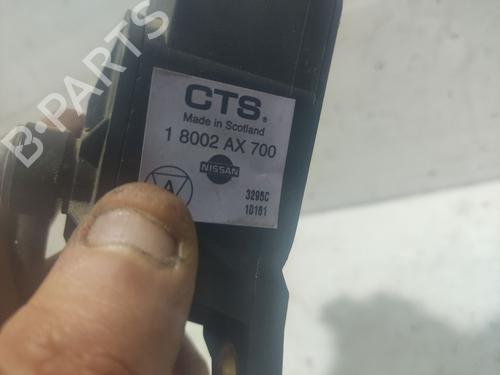 B-PARTS
CTS®
Made in Scotland
1 8002 AX 700
NISSAN
A
3295C
10161